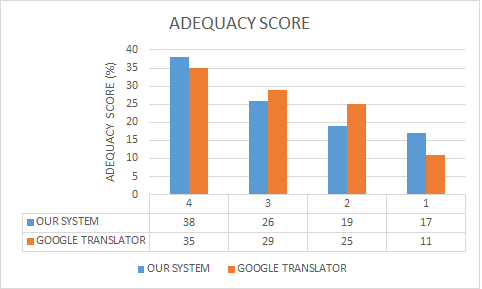 ADEQUACY SCORE
ADEQUACY SCORE (%)
40
35
30
25
20
15
10
5
0
4 3 2 1
OUR SYSTEM 38 26 19 17
GOOGLE TRANSLATOR 35 29 25 11
OUR SYSTEM GOOGLE TRANSLATOR